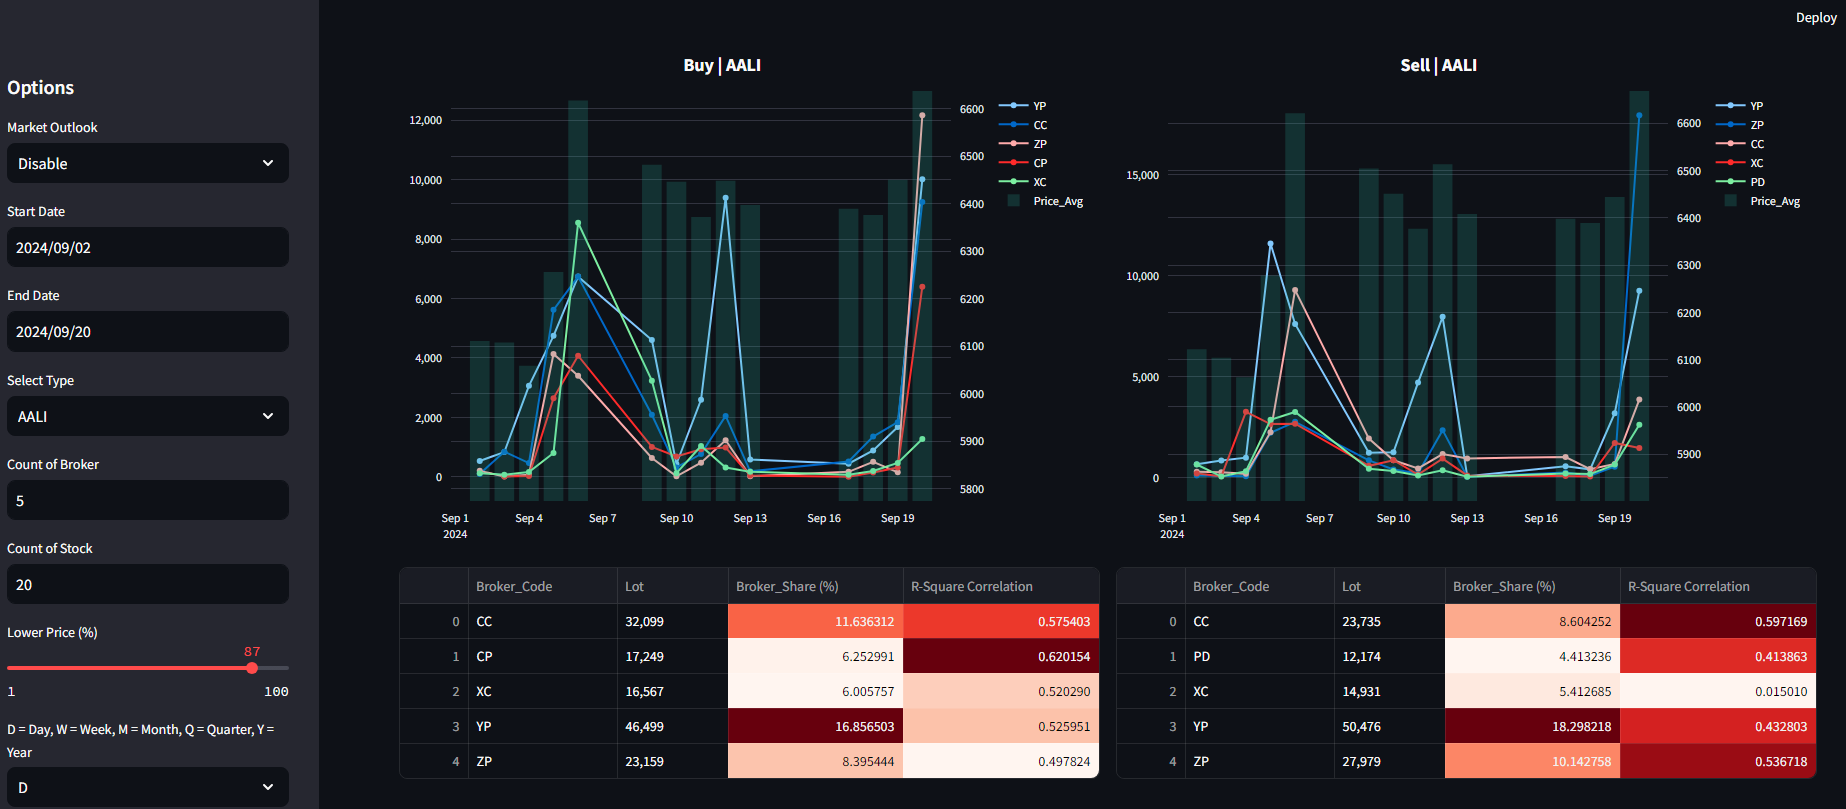 Deploy
Options
Market Outlook
Disable
Start Date
2024/09/02
End Date
2024/09/20
Select Type
AALI
Count of Broker
5
Count of Stock
20
Lower Price (%)
87
1 100
D = Day, W = Week, M = Month, Q = Quarter, Y =
Year
D
Buy | AALI
12,000
10,000
8,000
6,000
4,000
2,000
0
6600
6500
6400
6300
6200
6100
6000
5900
5800
Sep 1 Sep 4 Sep 7 Sep 10 Sep 13 Sep 16 Sep 19
2024
YP
CC
ZP
CP
XC
Price_Avg
Sell | AALI
15,000
10,000
5,000
0
6600
6500
6400
6300
6200
6100
6000
5900
Sep 1 Sep 4 Sep 7 Sep 10 Sep 13 Sep 16 Sep 19
2024
YP
ZP
CC
XC
PD
Price_Avg
Broker_Code Lot Broker_Share (%) R-Square Correlation
0 CC 32,099 11.636312 0.575403
1 CP 17,249 6.252991 0.620154
2 XC 16,567 6.005757 0.520290
3 YP 46,499 16.856503 0.525951
4 ZP 23,159 8.395444 0.497824
Broker_Code Lot Broker_Share (%) R-Square Correlation
0 CC 23,735 8.604252 0.597169
1 PD 12,174 4.413236 0.413863
2 XC 14,931 5.412685 0.015010
3 YP 50,476 18.298218 0.432803
4 ZP 27,979 10.142758 0.536718